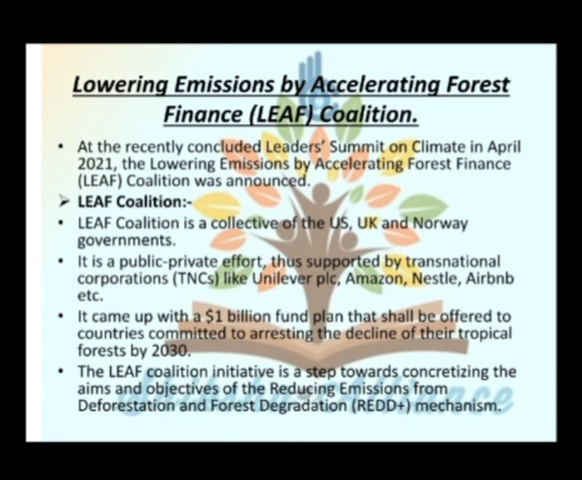 Lowering Emissions by Accelerating Forest
Finance (LEAF) Coalition.
• At the recently concluded Leaders' Summit on Climate in April
2021, the Lowering Emissions by Accelerating Forest Finance
(LEAF) Coalition was announced.
➢ LEAF Coalition:-
• LEAF Coalition is a collective of the US, UK and Norway
governments.
• It is a public-private effort, thus supported by transnational
corporations (TNCs) like Unilever plc, Amazon, Nestle, Airbnb
etc.
• It came up with a $1 billion fund plan that shall be offered to
countries committed to arresting the decline of their tropical
forests by 2030.
• The LEAF coalition initiative is a step towards concretizing the
aims and objectives of the Reducing Emissions from
Deforestation and Forest Degradation (REDD+) mechanism.